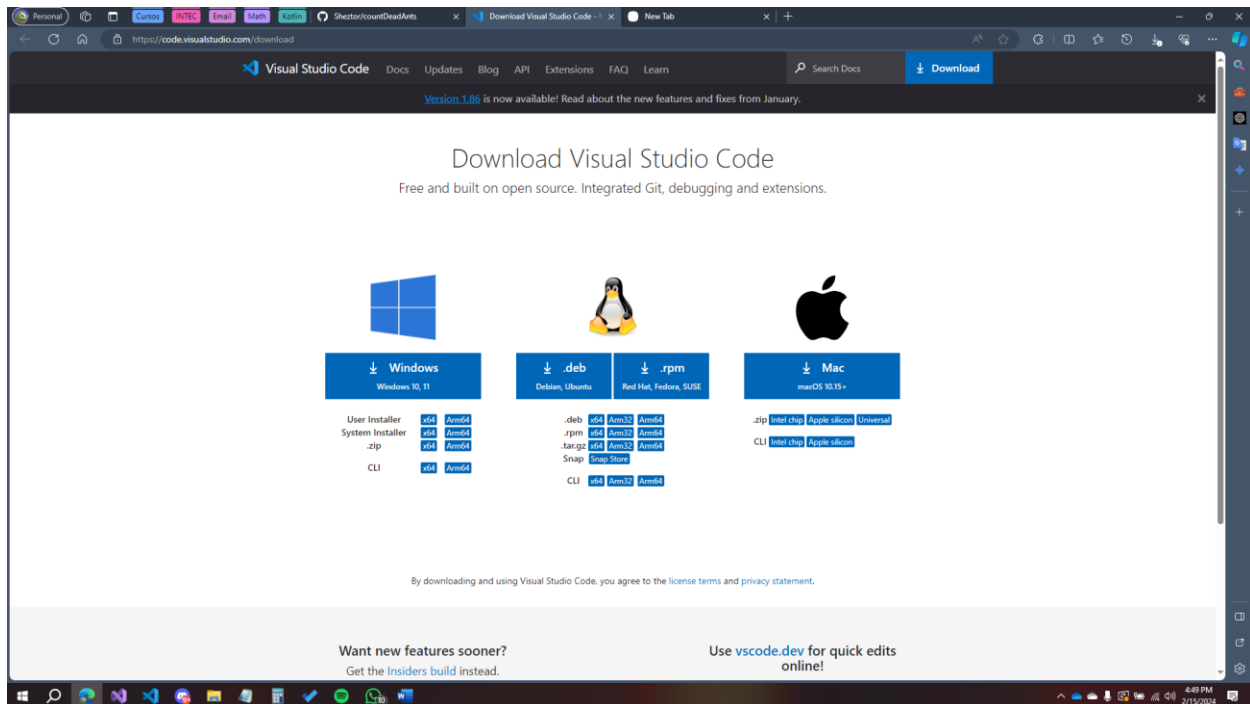 Personal Cursos INTEC Email Math Kotlin Sheztor/countDeadAnts Download Visual Studio Code - New Tab
https://code.visualstudio.com/download
Visual Studio Code Docs Updates Blog API Extensions FAQ Learn Search Docs Download
Version 1.86 is now available! Read about the new features and fixes from January.
Download Visual Studio Code
Free and built on open source. Integrated Git, debugging and extensions.
Windows
Windows 10, 11
User Installer x64 Arm64
System Installer x64 Arm64
.zip x64 Arm64
CLI x64 Arm64
.deb
Debian, Ubuntu
.rpm
Red Hat, Fedora, SUSE
.deb x64 Arm32 Arm64
.rpm x64 Arm32 Arm64
.tar.gz x64 Arm32 Arm64
Snap Snap Store
CLI x64 Arm32 Arm64
Mac
macOS 10.15+
.zip Intel chip Apple silicon Universal
CLI Intel chip Apple silicon
By downloading and using Visual Studio Code, you agree to the license terms and privacy statement.
Want new features sooner?
Get the Insiders build instead.
Use vscode.dev for quick edits
online!
4:49 PM
2/15/2024